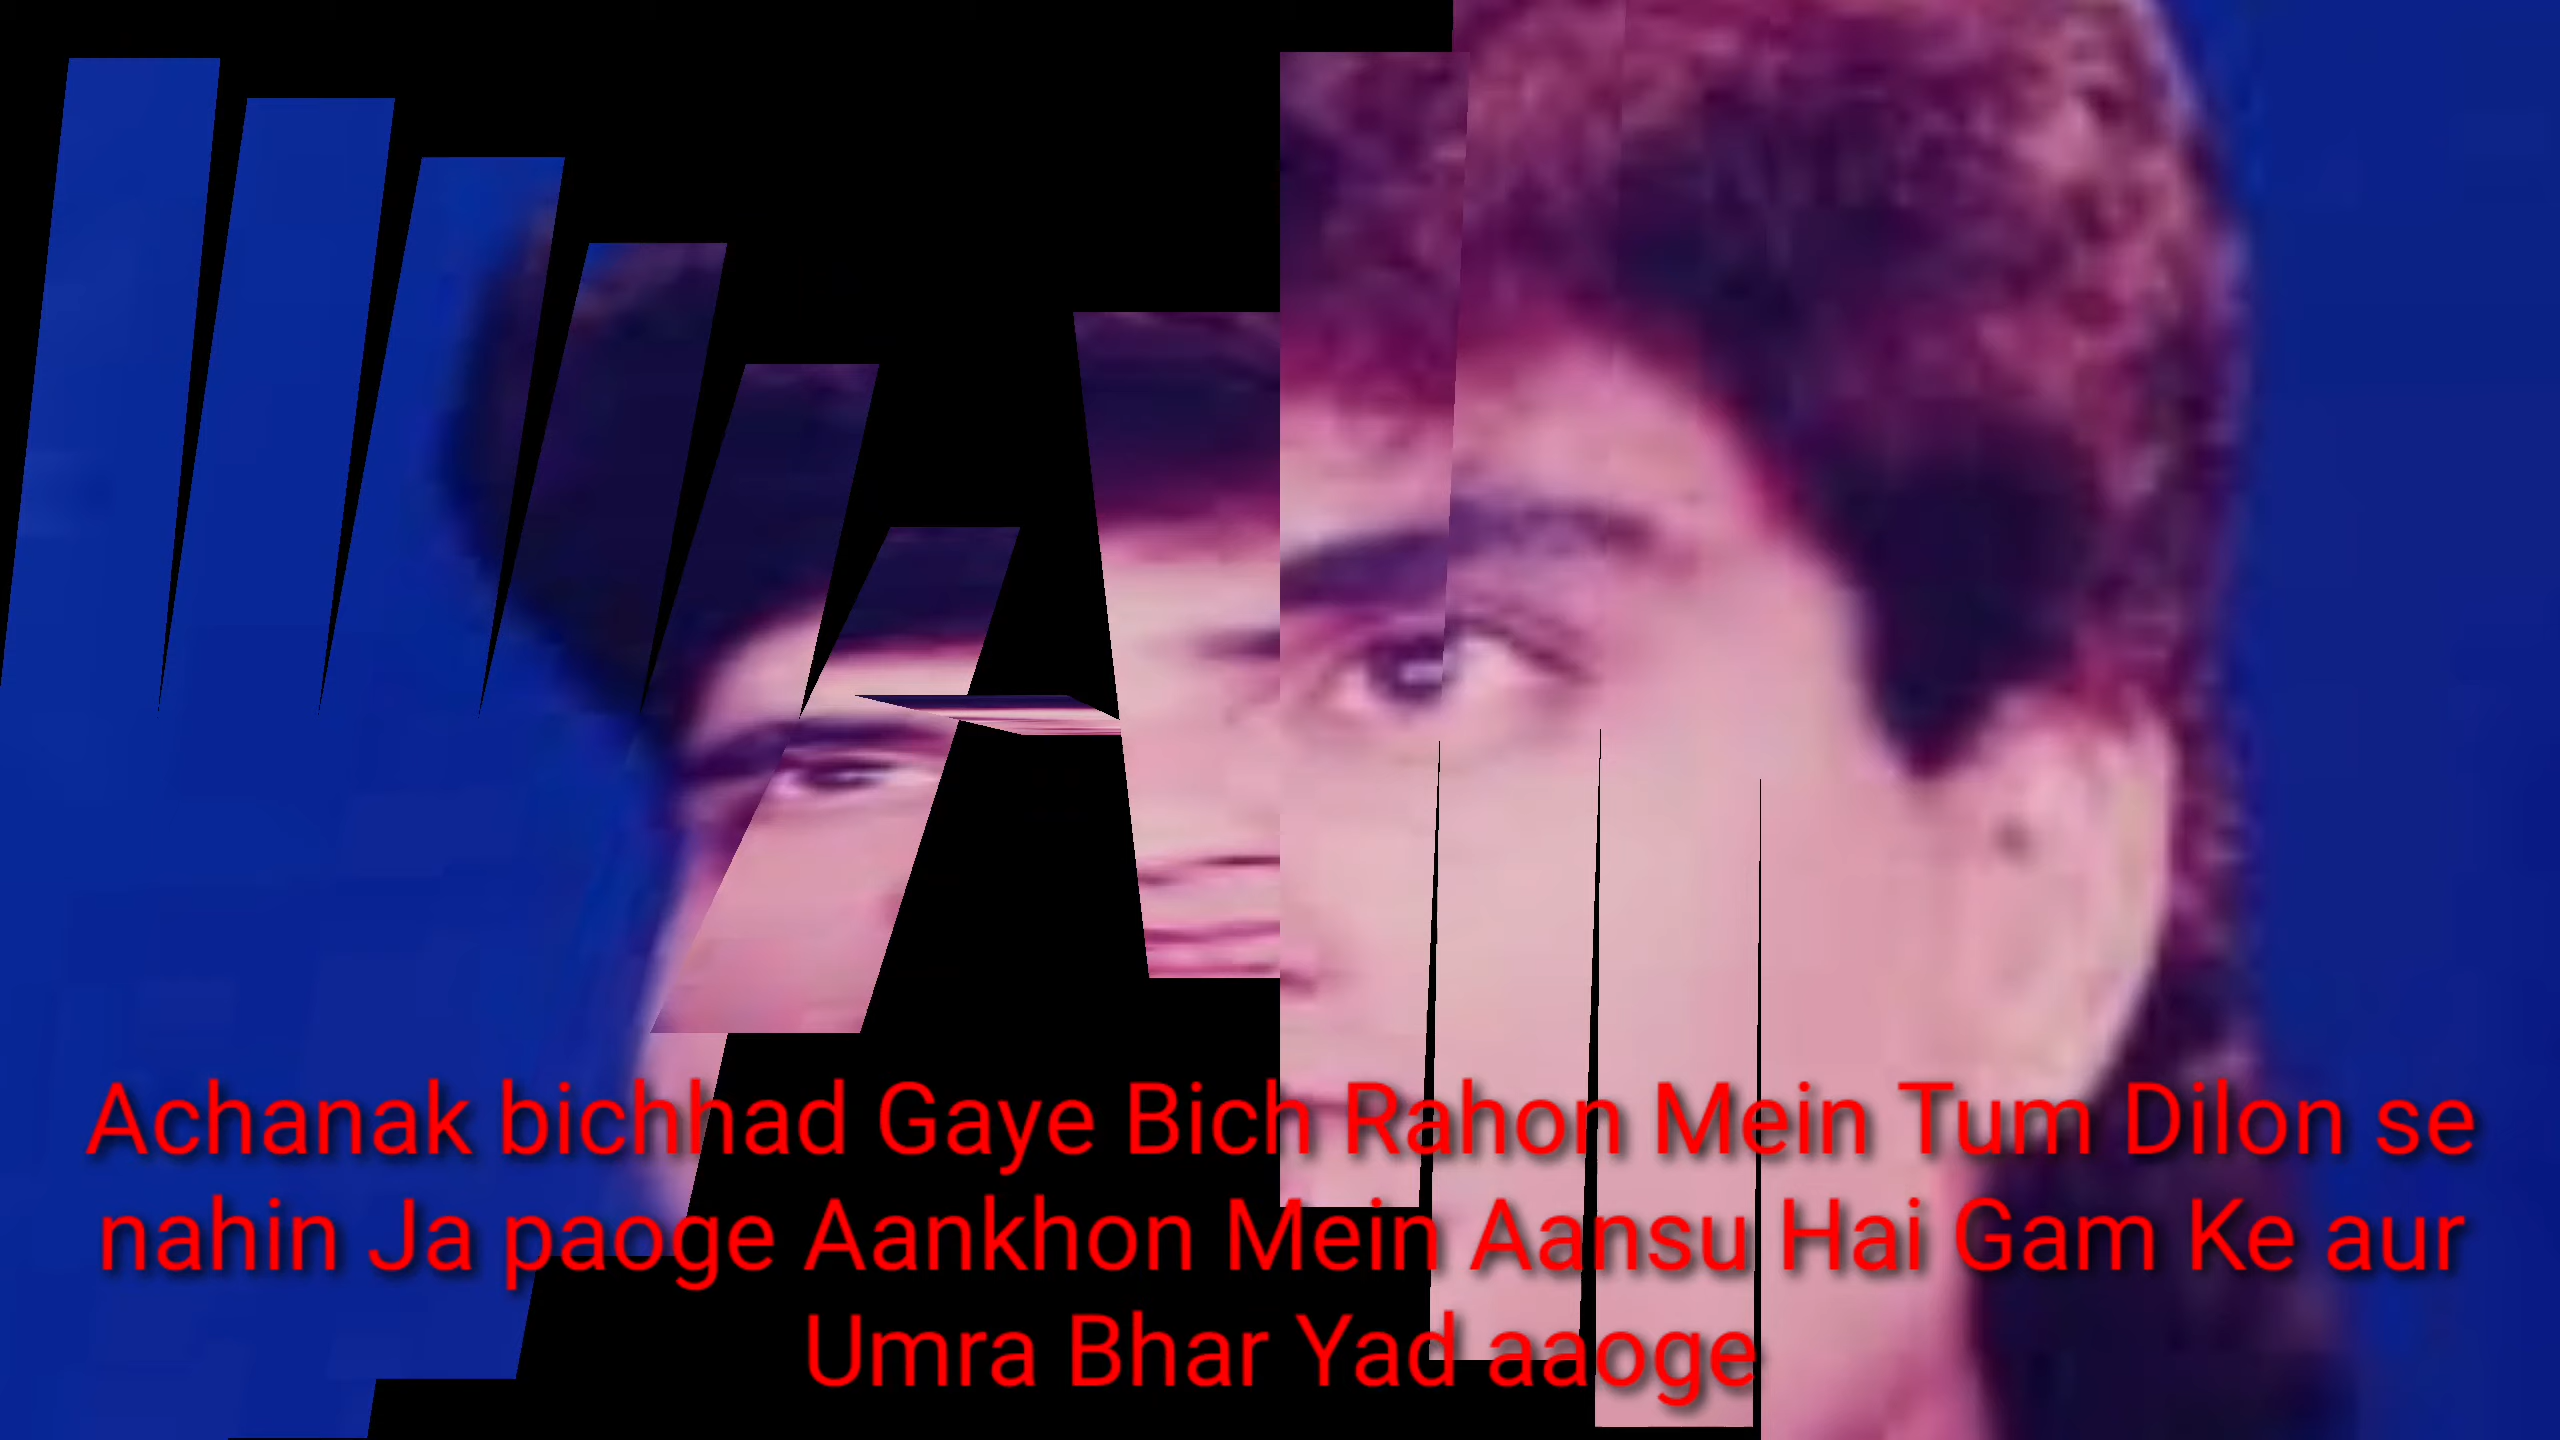 Achanak bichhad Gaye Bich Rahon Mein Tum Dilon se
nahin Ja paoge Aankhon Mein Aansu Hai Gam Ke aur
Umra Bhar Yad aaoge